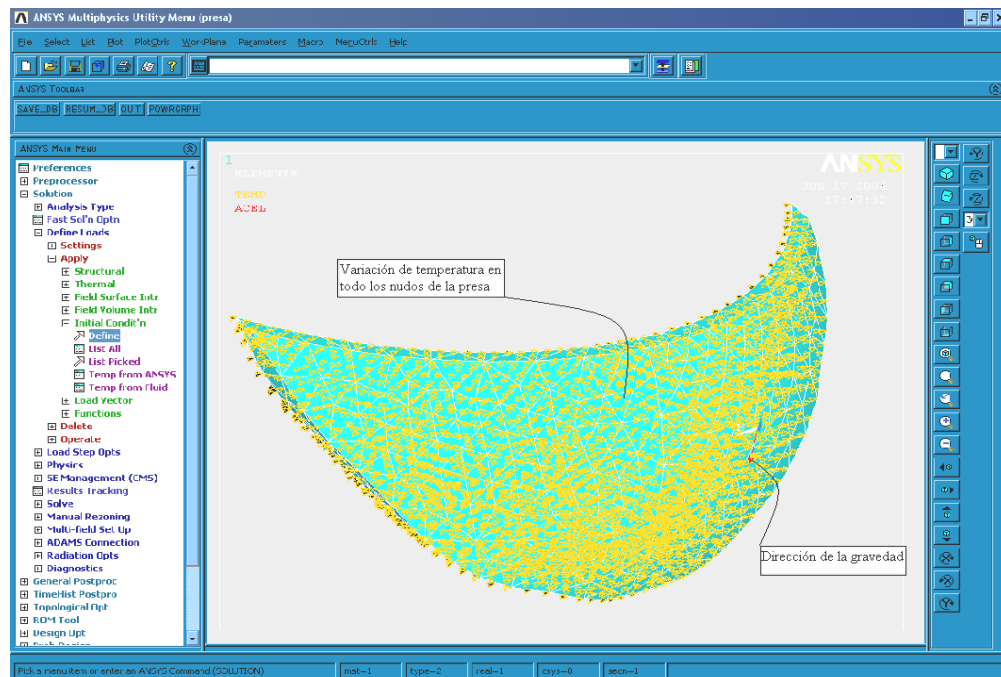 ANSYS Multiphysics Utility Menu (presa)
File Select List Plot PlotCtrls WorkPlane Parameters Macro MenuCtrls Help
ANSYS TOOLBAR
SAVE_DB RESUM_DB QUIT POWRGRPH
ANSYS MAIN MENU
Preferences
Preprocessor
Solution
Analysis Type
Fast Sol'n Optn
Define Loads
Settings
Apply
Structural
Thermal
Field Surface Intr
Field Volume Intr
Initial Condit'n
Define
List All
List Picked
Temp from ANSYS
Temp from Fluid
Load Vector
Functions
Delete
Operate
Load Step Opts
Physics
SE Management (CMS)
Results Tracking
Solve
Manual Rezoning
Multi-field Set Up
ADAMS Connection
Radiation Opts
Diagnostics
General Postproc
TimeHist Postpro
Topological Opt
ROM Tool
Design Opt
1
ELEMENTS
TEMP
ACEL
ANSYS
JUL 17
Variación de temperatura en
todo los nudos de la presa
Dirección de la gravedad
Pick a menu item or enter an ANSYS Command (SOLUTION) mat=1 type=2 real=1 csys=0 secn=1